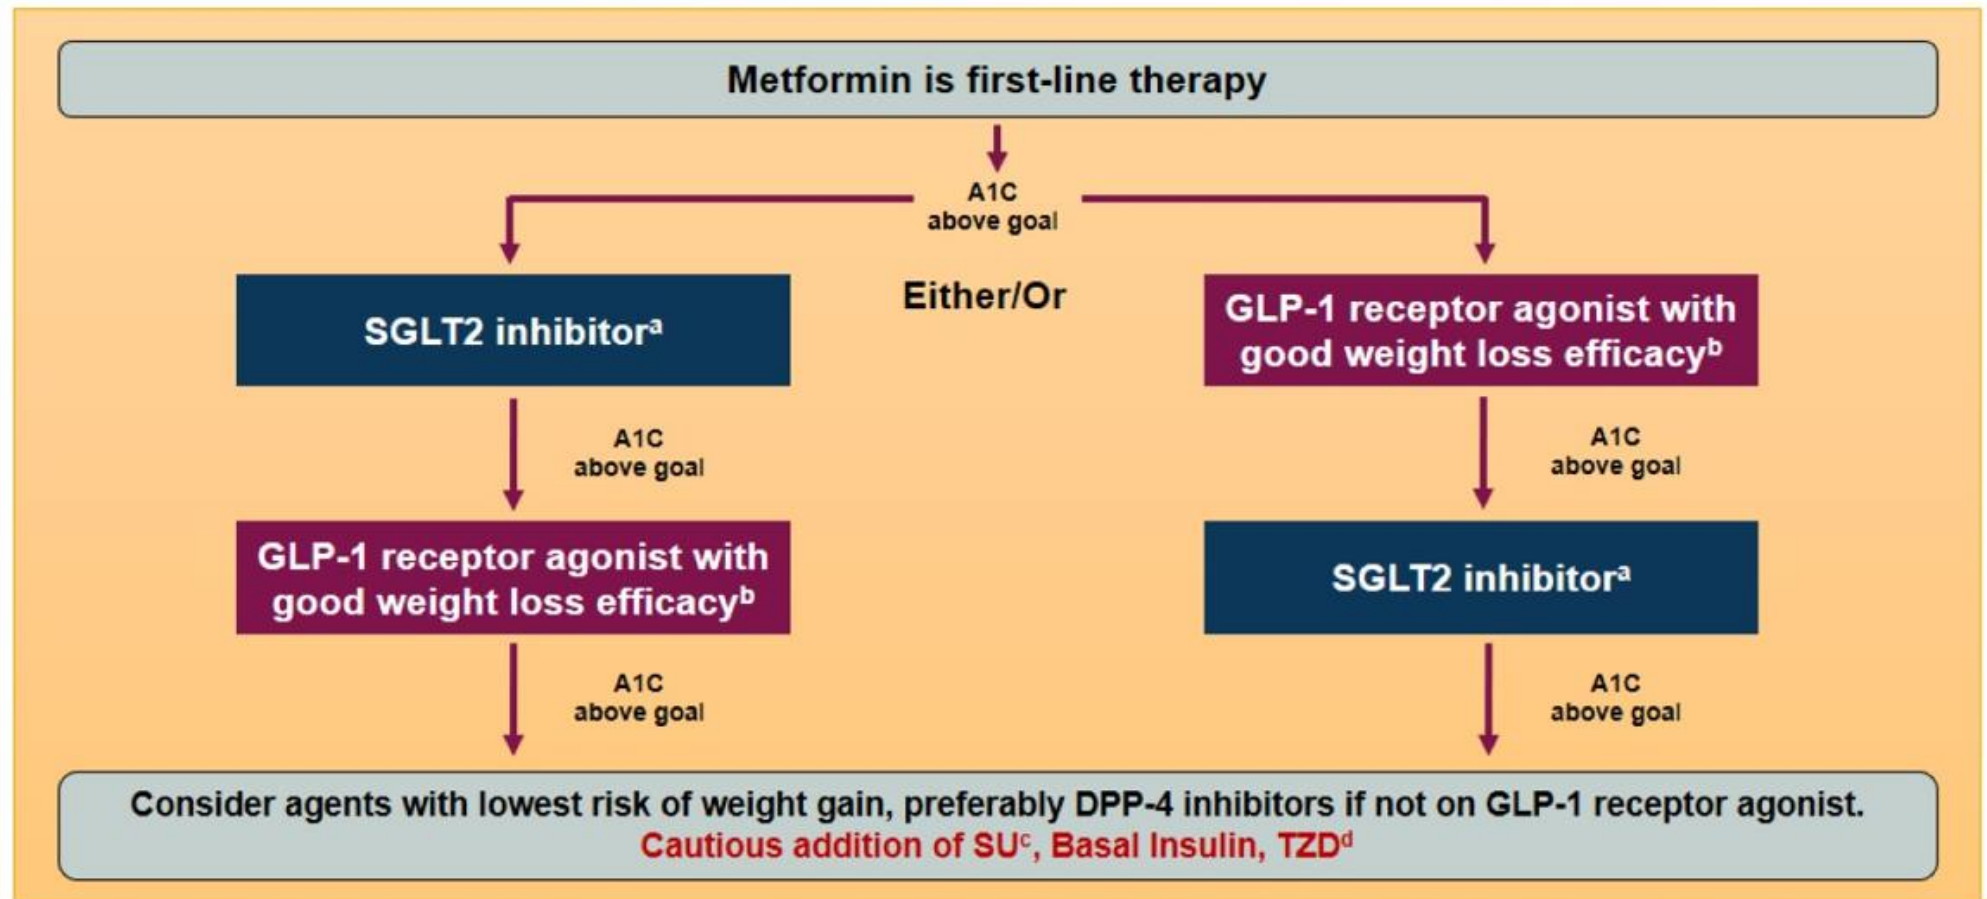 Metformin is first-line therapy
A1C
above goal
Either/Or
SGLT2 inhibitorᵃ
GLP-1 receptor agonist with
good weight loss efficacyᵇ
A1C
above goal
A1C
above goal
GLP-1 receptor agonist with
good weight loss efficacyᵇ
SGLT2 inhibitorᵃ
A1C
above goal
A1C
above goal
Consider agents with lowest risk of weight gain, preferably DPP-4 inhibitors if not on GLP-1 receptor agonist.
Cautious addition of SUᶜ, Basal Insulin, TZDᵈ